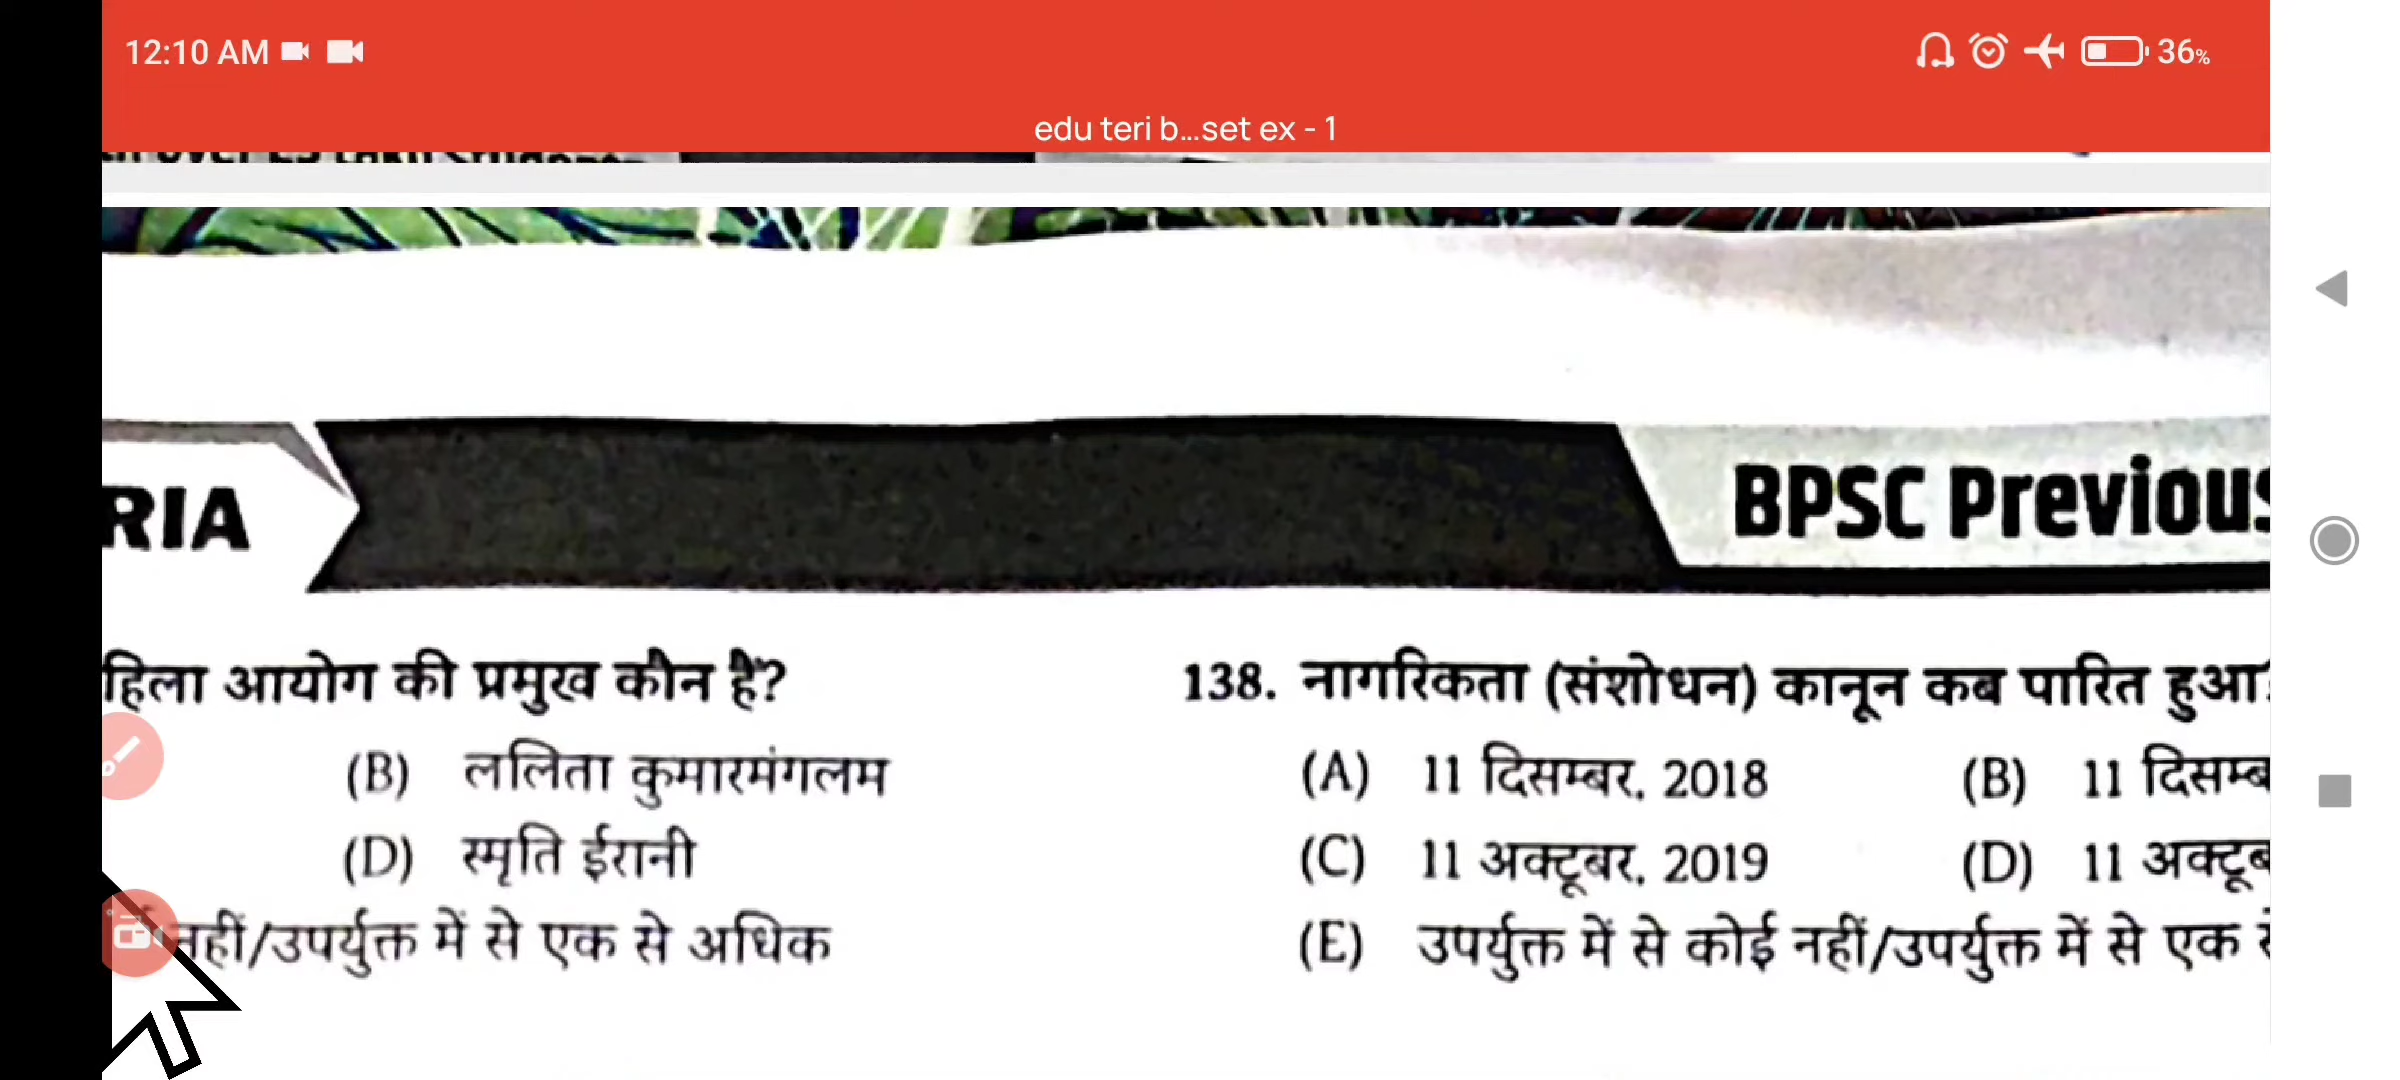 12:10 AM
36%
edu teri b...set ex - 1
RIA
BPSC Previous
हिला आयोग की प्रमुख कौन हैं?
(B) ललिता कुमारमंगलम
(D) स्मृति ईरानी
नहीं/उपर्युक्त में से एक से अधिक
138. नागरिकता (संशोधन) कानून कब पारित हुआ?
(A) 11 दिसम्बर, 2018 (B) 11 दिसम्ब
(C) 11 अक्टूबर, 2019 (D) 11 अक्टूब
(E) उपर्युक्त में से कोई नहीं/उपर्युक्त में से एक